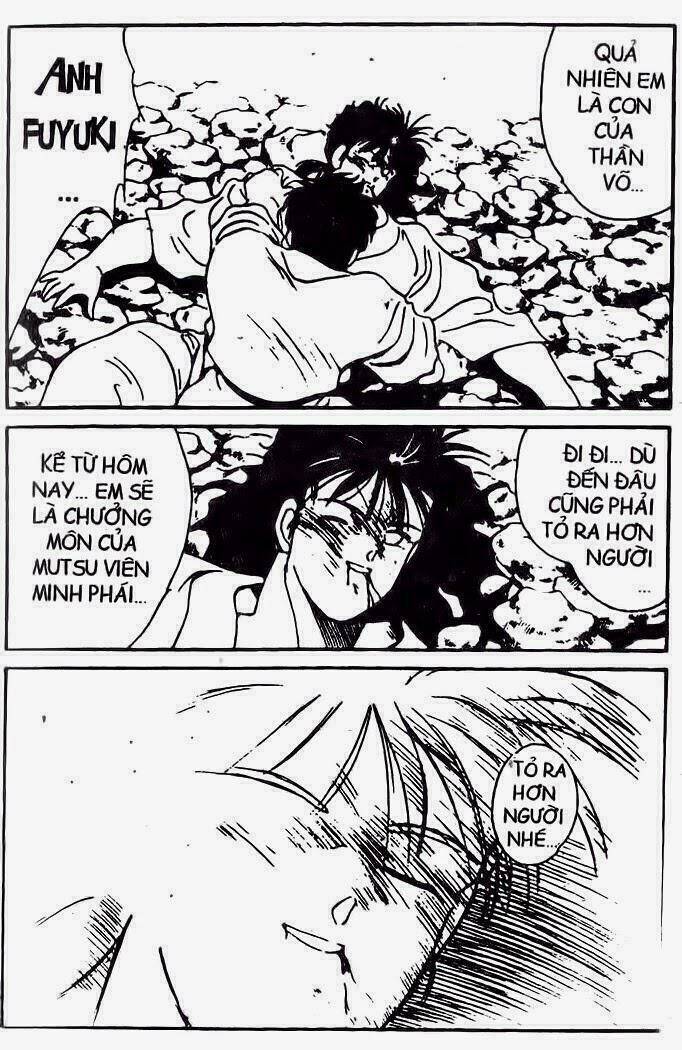 QUẢ
NHIÊN EM
LÀ CON
CỦA
THẦN
VÕ...
ANH
FUYUKI
...
ĐI ĐI... DÙ
ĐẾN ĐÂU
CŨNG PHẢI
TỎ RA HƠN
NGƯỜI
...
KỂ TỪ HÔM
NAY... EM SẼ
LÀ CHƯỞNG
MÔN CỦA
MUTSU VIÊN
MINH PHÁI...
TỎ RA
HƠN
NGƯỜI
NHÉ...